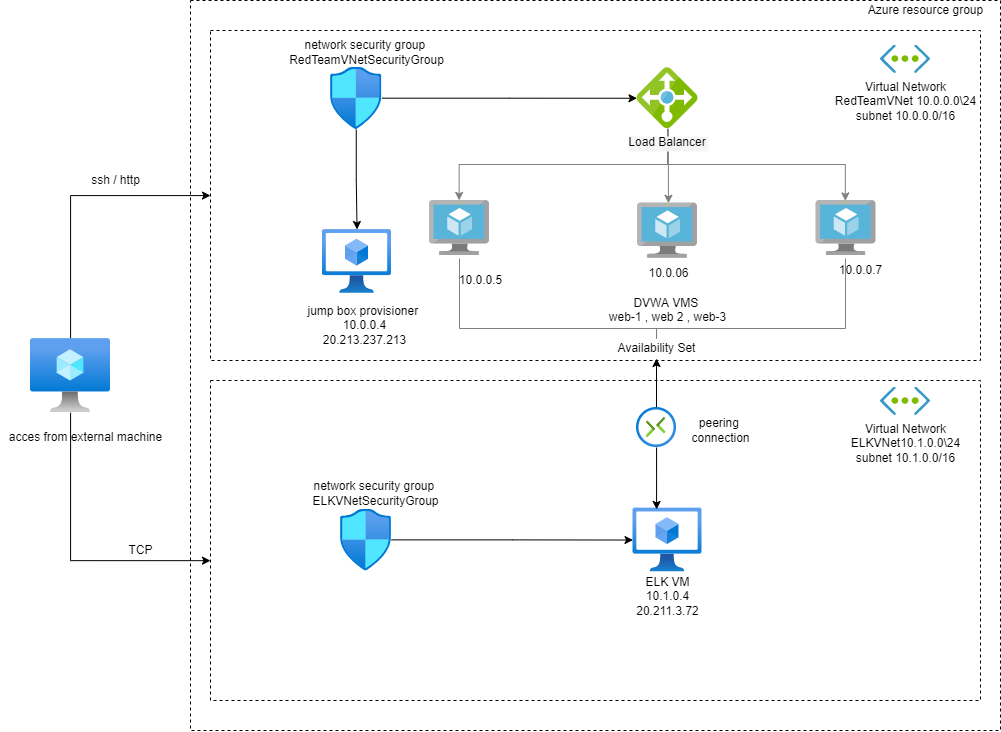 Azure resource group
network security group
RedTeamVNetSecurityGroup
Virtual Network
RedTeamVNet 10.0.0.0\24
subnet 10.0.0.0/16
Load Balancer
ssh / http
10.0.0.5
10.0.06
10.0.0.7
jump box provisioner
10.0.0.4
20.213.237.213
DVWA VMS
web-1 , web 2 , web-3
Availability Set
acces from external machine
peering
connection
Virtual Network
ELKVNet10.1.0.0\24
subnet 10.1.0.0/16
network security group
ELKVNetSecurityGroup
TCP
ELK VM
10.1.0.4
20.211.3.72